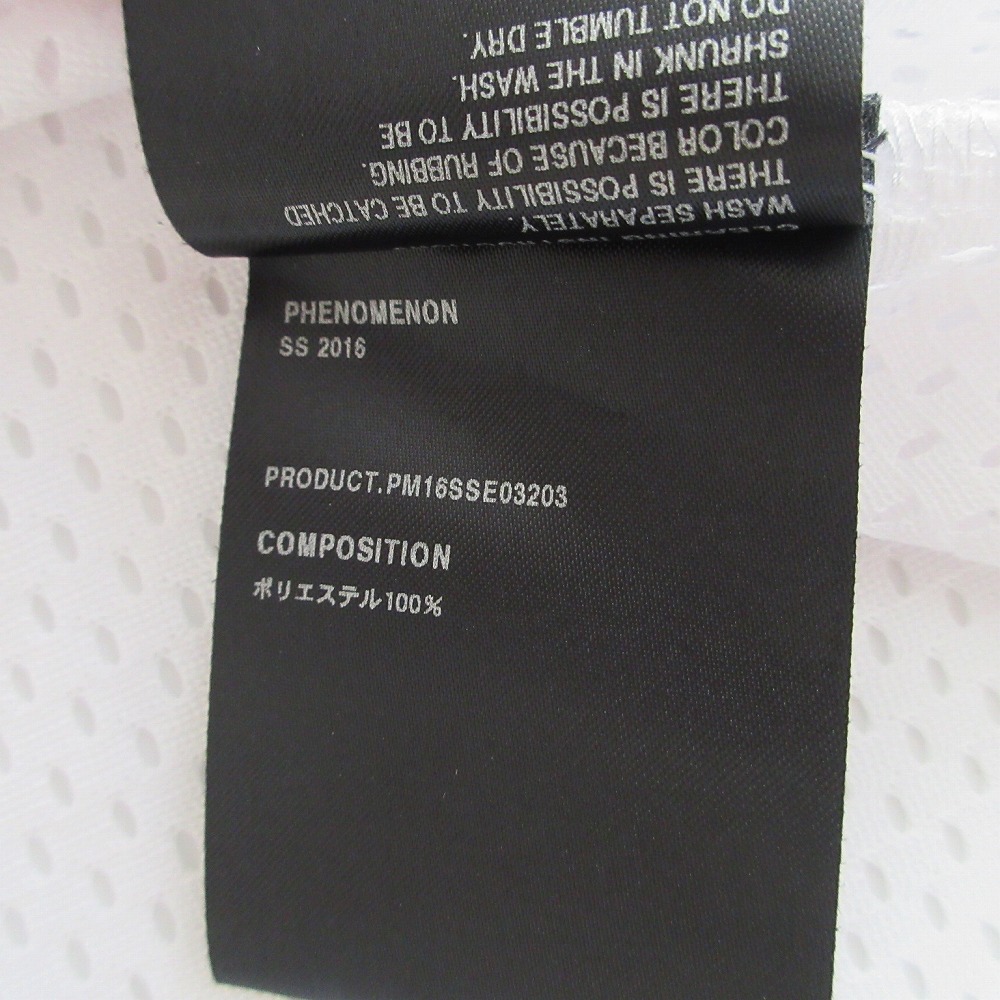 CLEANING INSTRUCTIONS
WASH SEPARATELY.
THERE IS POSSIBILITY TO BE CATCHED
COLOR BECAUSE OF RUBBING.
THERE IS POSSIBILITY TO BE
SHRUNK IN THE WASH.
DO NOT TUMBLE DRY.
PHENOMENON
SS 2016
PRODUCT.PM16SSE03203
COMPOSITION
ポリエステル100%